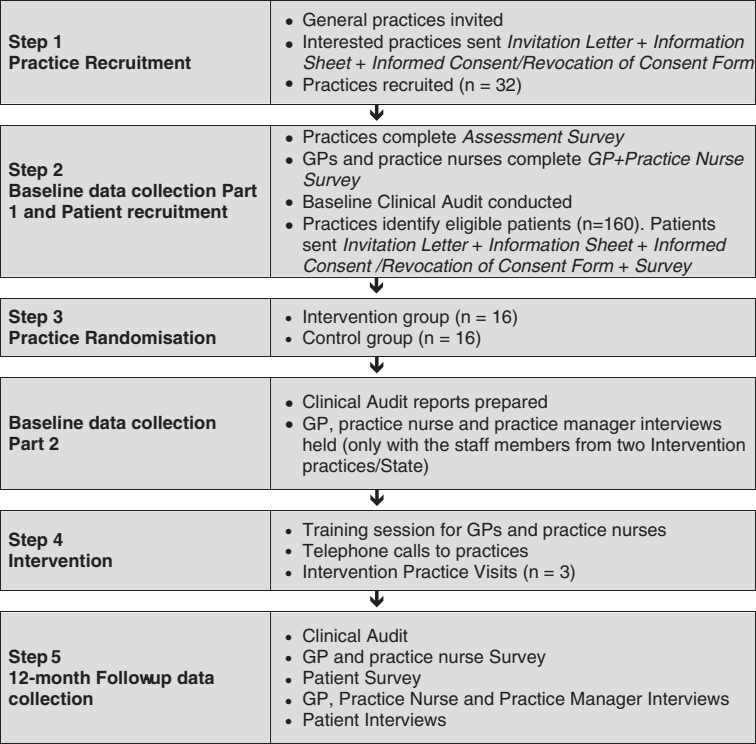 Step 1
Practice Recruitment
• General practices invited
• Interested practices sent Invitation Letter + Information
Sheet + Informed Consent/Revocation of Consent Form
• Practices recruited (n = 32)
Step 2
Baseline data collection Part
1 and Patient recruitment
• Practices complete Assessment Survey
• GPs and practice nurses complete GP+Practice Nurse
Survey
• Baseline Clinical Audit conducted
• Practices identify eligible patients (n=160). Patients
sent Invitation Letter + Information Sheet + Informed
Consent /Revocation of Consent Form + Survey
Step 3
Practice Randomisation
• Intervention group (n = 16)
• Control group (n = 16)
Baseline data collection
Part 2
• Clinical Audit reports prepared
• GP, practice nurse and practice manager interviews
held (only with the staff members from two Intervention
practices/State)
Step 4
Intervention
• Training session for GPs and practice nurses
• Telephone calls to practices
• Intervention Practice Visits (n = 3)
Step 5
12-month Followup data
collection
• Clinical Audit
• GP and practice nurse Survey
• Patient Survey
• GP, Practice Nurse and Practice Manager Interviews
• Patient Interviews